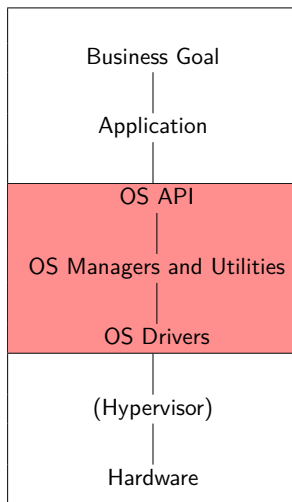 Business Goal
Application
OS API
OS Managers and Utilities
OS Drivers
(Hypervisor)
Hardware